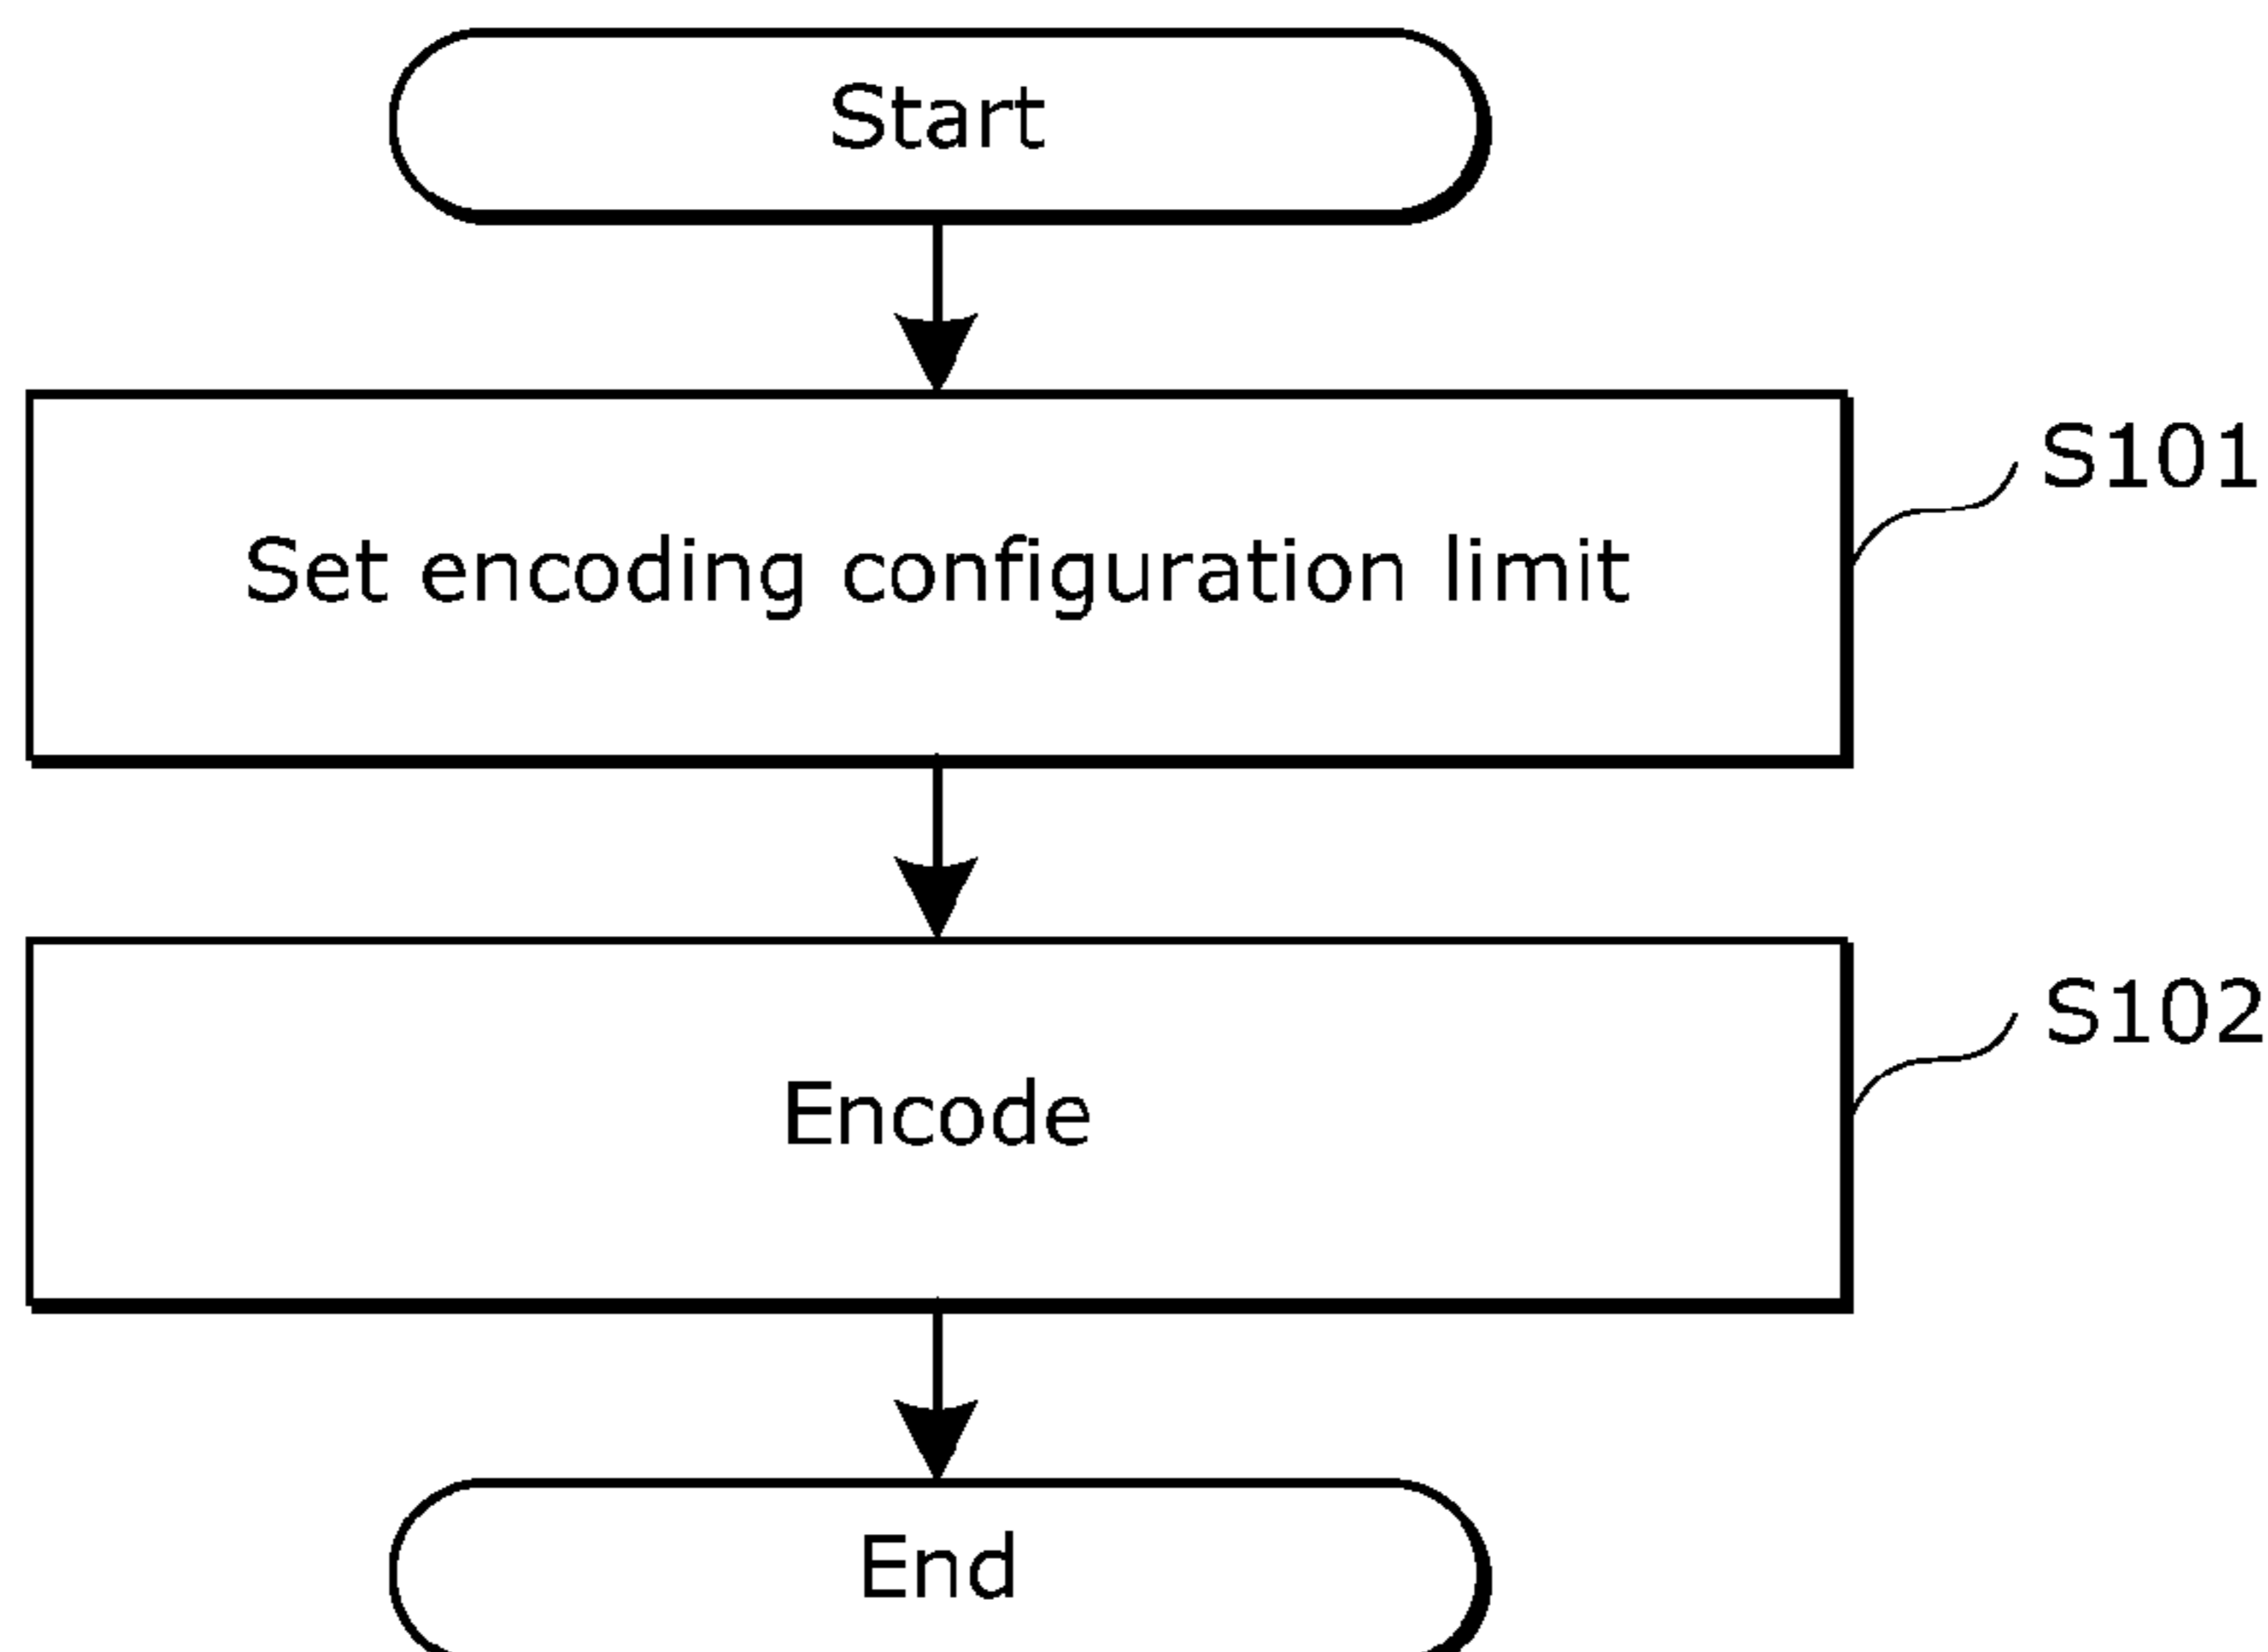 Start
S101
Set encoding configuration limit
S102
Encode
End